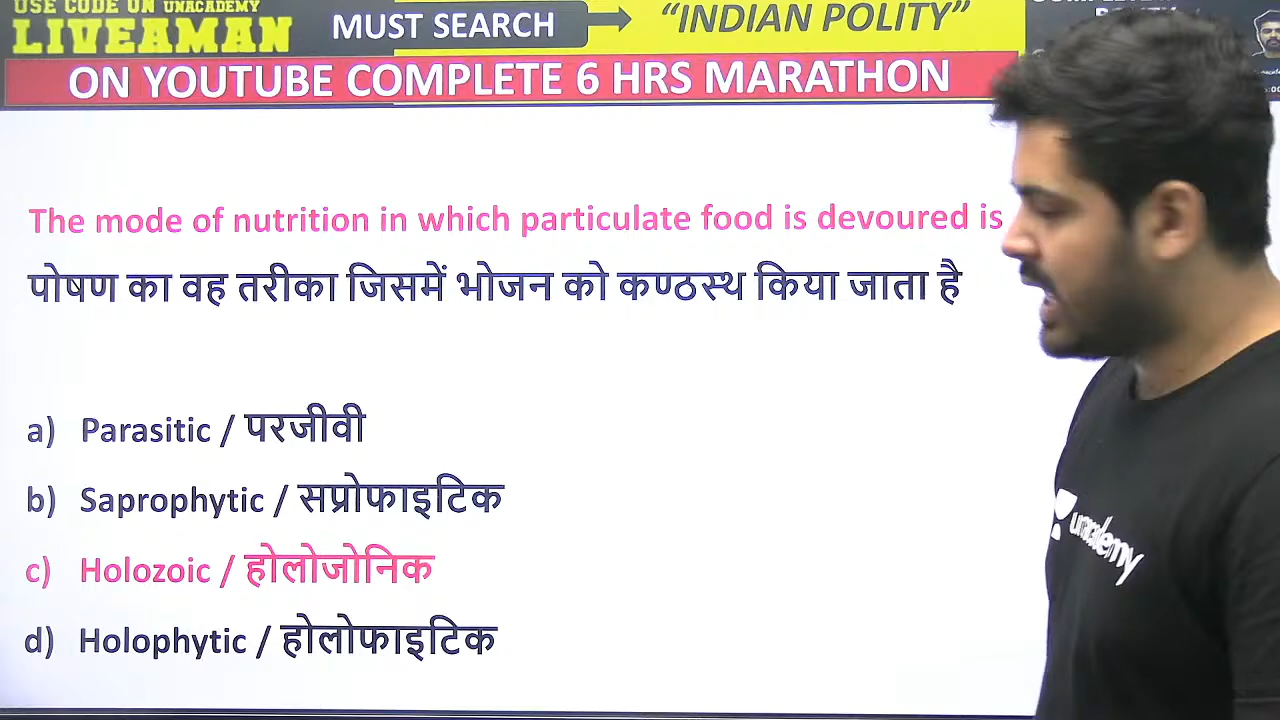 USE CODE ON UNACADEMY
LIVEAMAN
MUST SEARCH
“INDIAN POLITY”
ON YOUTUBE COMPLETE 6 HRS MARATHON
The mode of nutrition in which particulate food is devoured is
पोषण का वह तरीका जिसमें भोजन को कण्ठस्थ किया जाता है
a) Parasitic / परजीवी
b) Saprophytic / सप्रोफाइटिक
c) Holozoic / होलोजोनिक
d) Holophytic / होलोफाइटिक
unacademy